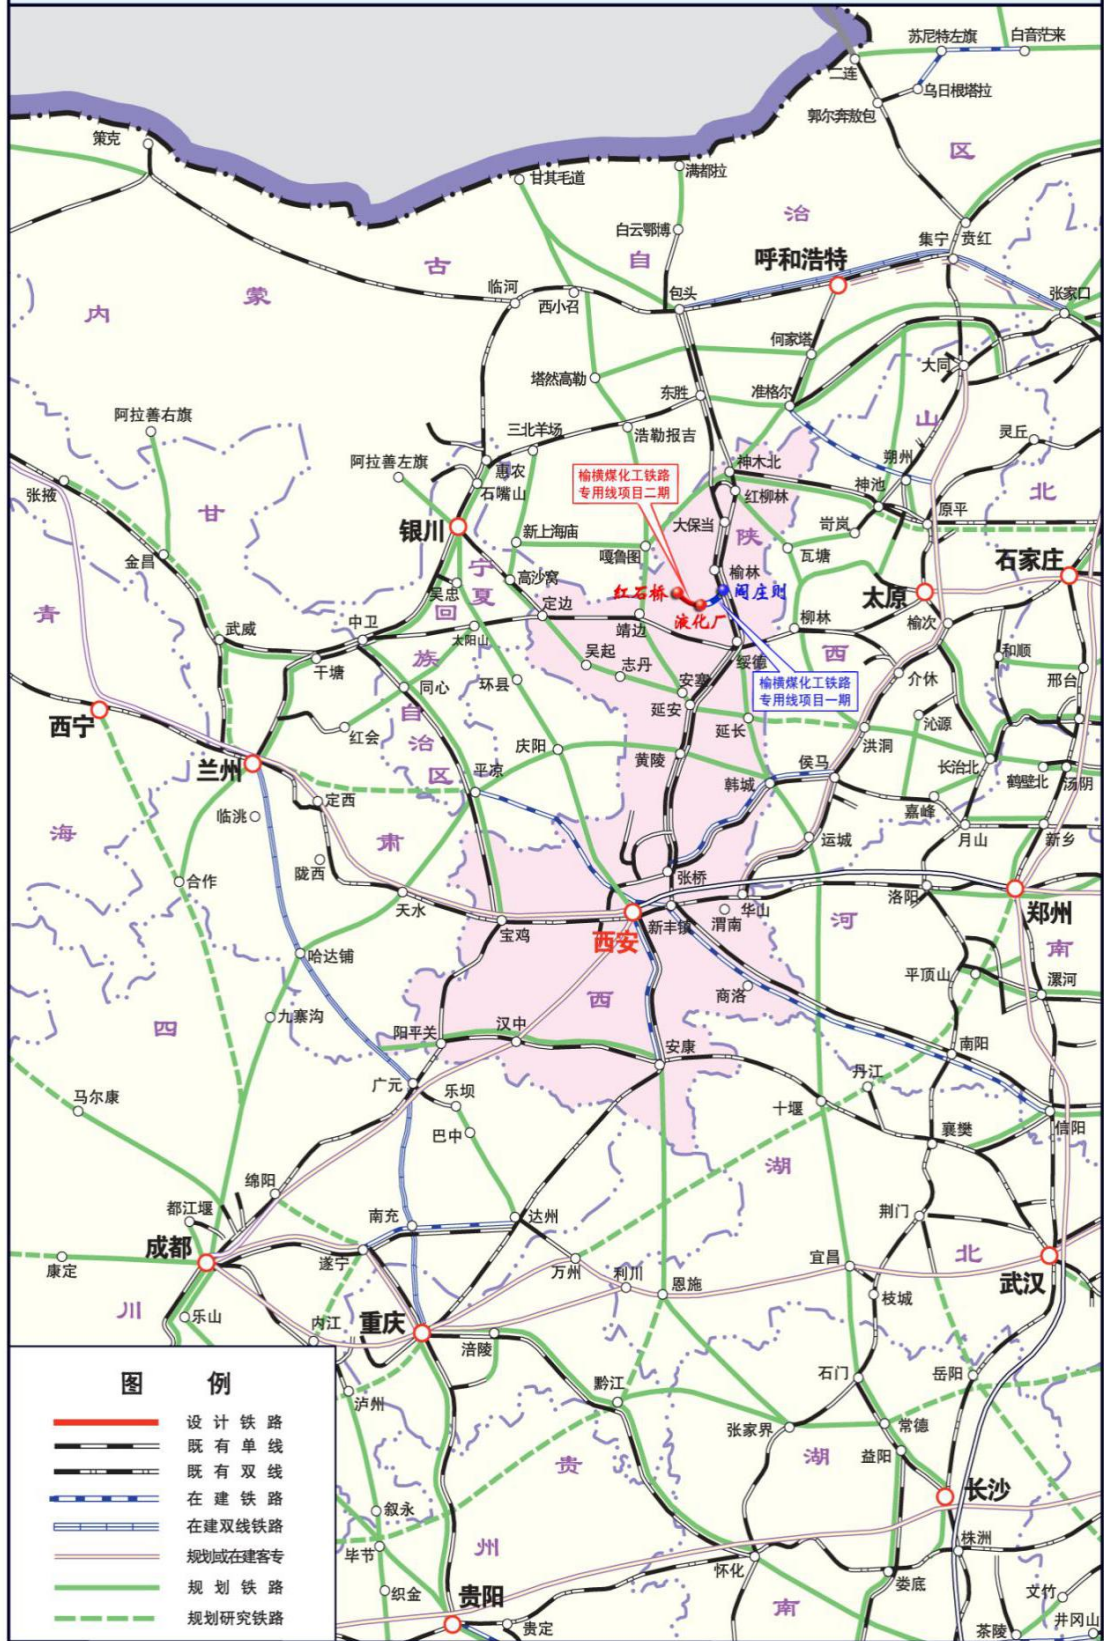 苏尼特左旗
白音茫来
二连
乌日根塔拉
郭尔奔敖包
策克
区
甘其毛道
满都拉
治
白云鄂博
集宁
贲红
古
自
呼和浩特
蒙
内
临河
西小召
包头
张家口
何家塔
大同
塔然高勒
东胜
准格尔
阿拉善右旗
山
三北羊场
浩勒报吉
灵丘
阿拉善左旗
惠农
榆横煤化工铁路
专用线项目二期
神木北
朔州
石嘴山
红柳林
神池
北
张掖
甘
银川
新上海庙
大保当
陕
岢岚
原平
金昌
嘎鲁图
瓦塘
石家庄
宁
高沙窝
榆林
青
吴忠
夏
红石桥
阎庄则
太原
定边
液化厂
回
武威
中卫
太阳山
靖边
柳林
榆次
吴起
绥德
西
和顺
干塘
族
志丹
安塞
榆横煤化工铁路
专用线项目一期
介休
邢台
同心
环县
西宁
自
延安
延长
沁源
红会
治
庆阳
黄陵
洪洞
兰州
区
平凉
侯马
长治北
鹤壁北
汤阴
韩城
定西
临洮
嘉峰
海
肃
运城
月山
新乡
陇西
张桥
合作
洛阳
天水
华山
郑州
宝鸡
西安
新丰镇
渭南
河
南
哈达铺
平顶山
漯河
西
商洛
九寨沟
四
阳平关
汉中
南阳
安康
广元
丹江
马尔康
乐坝
十堰
巴中
襄樊
信阳
湖
绵阳
都江堰
南充
达州
荆门
成都
遂宁
宜昌
北
康定
万州
利川
恩施
武汉
川
乐山
内江
重庆
枝城
涪陵
图 例
石门
岳阳
黔江
泸州
设计铁路
张家界
常德
既有单线
湖
益阳
既有双线
贵
在建铁路
长沙
叙永
在建双线铁路
株洲
州
毕节
规划或在建客专
怀化
娄底
规划铁路
织金
贵阳
文竹
南
规划研究铁路
贵定
茶陵
井冈山